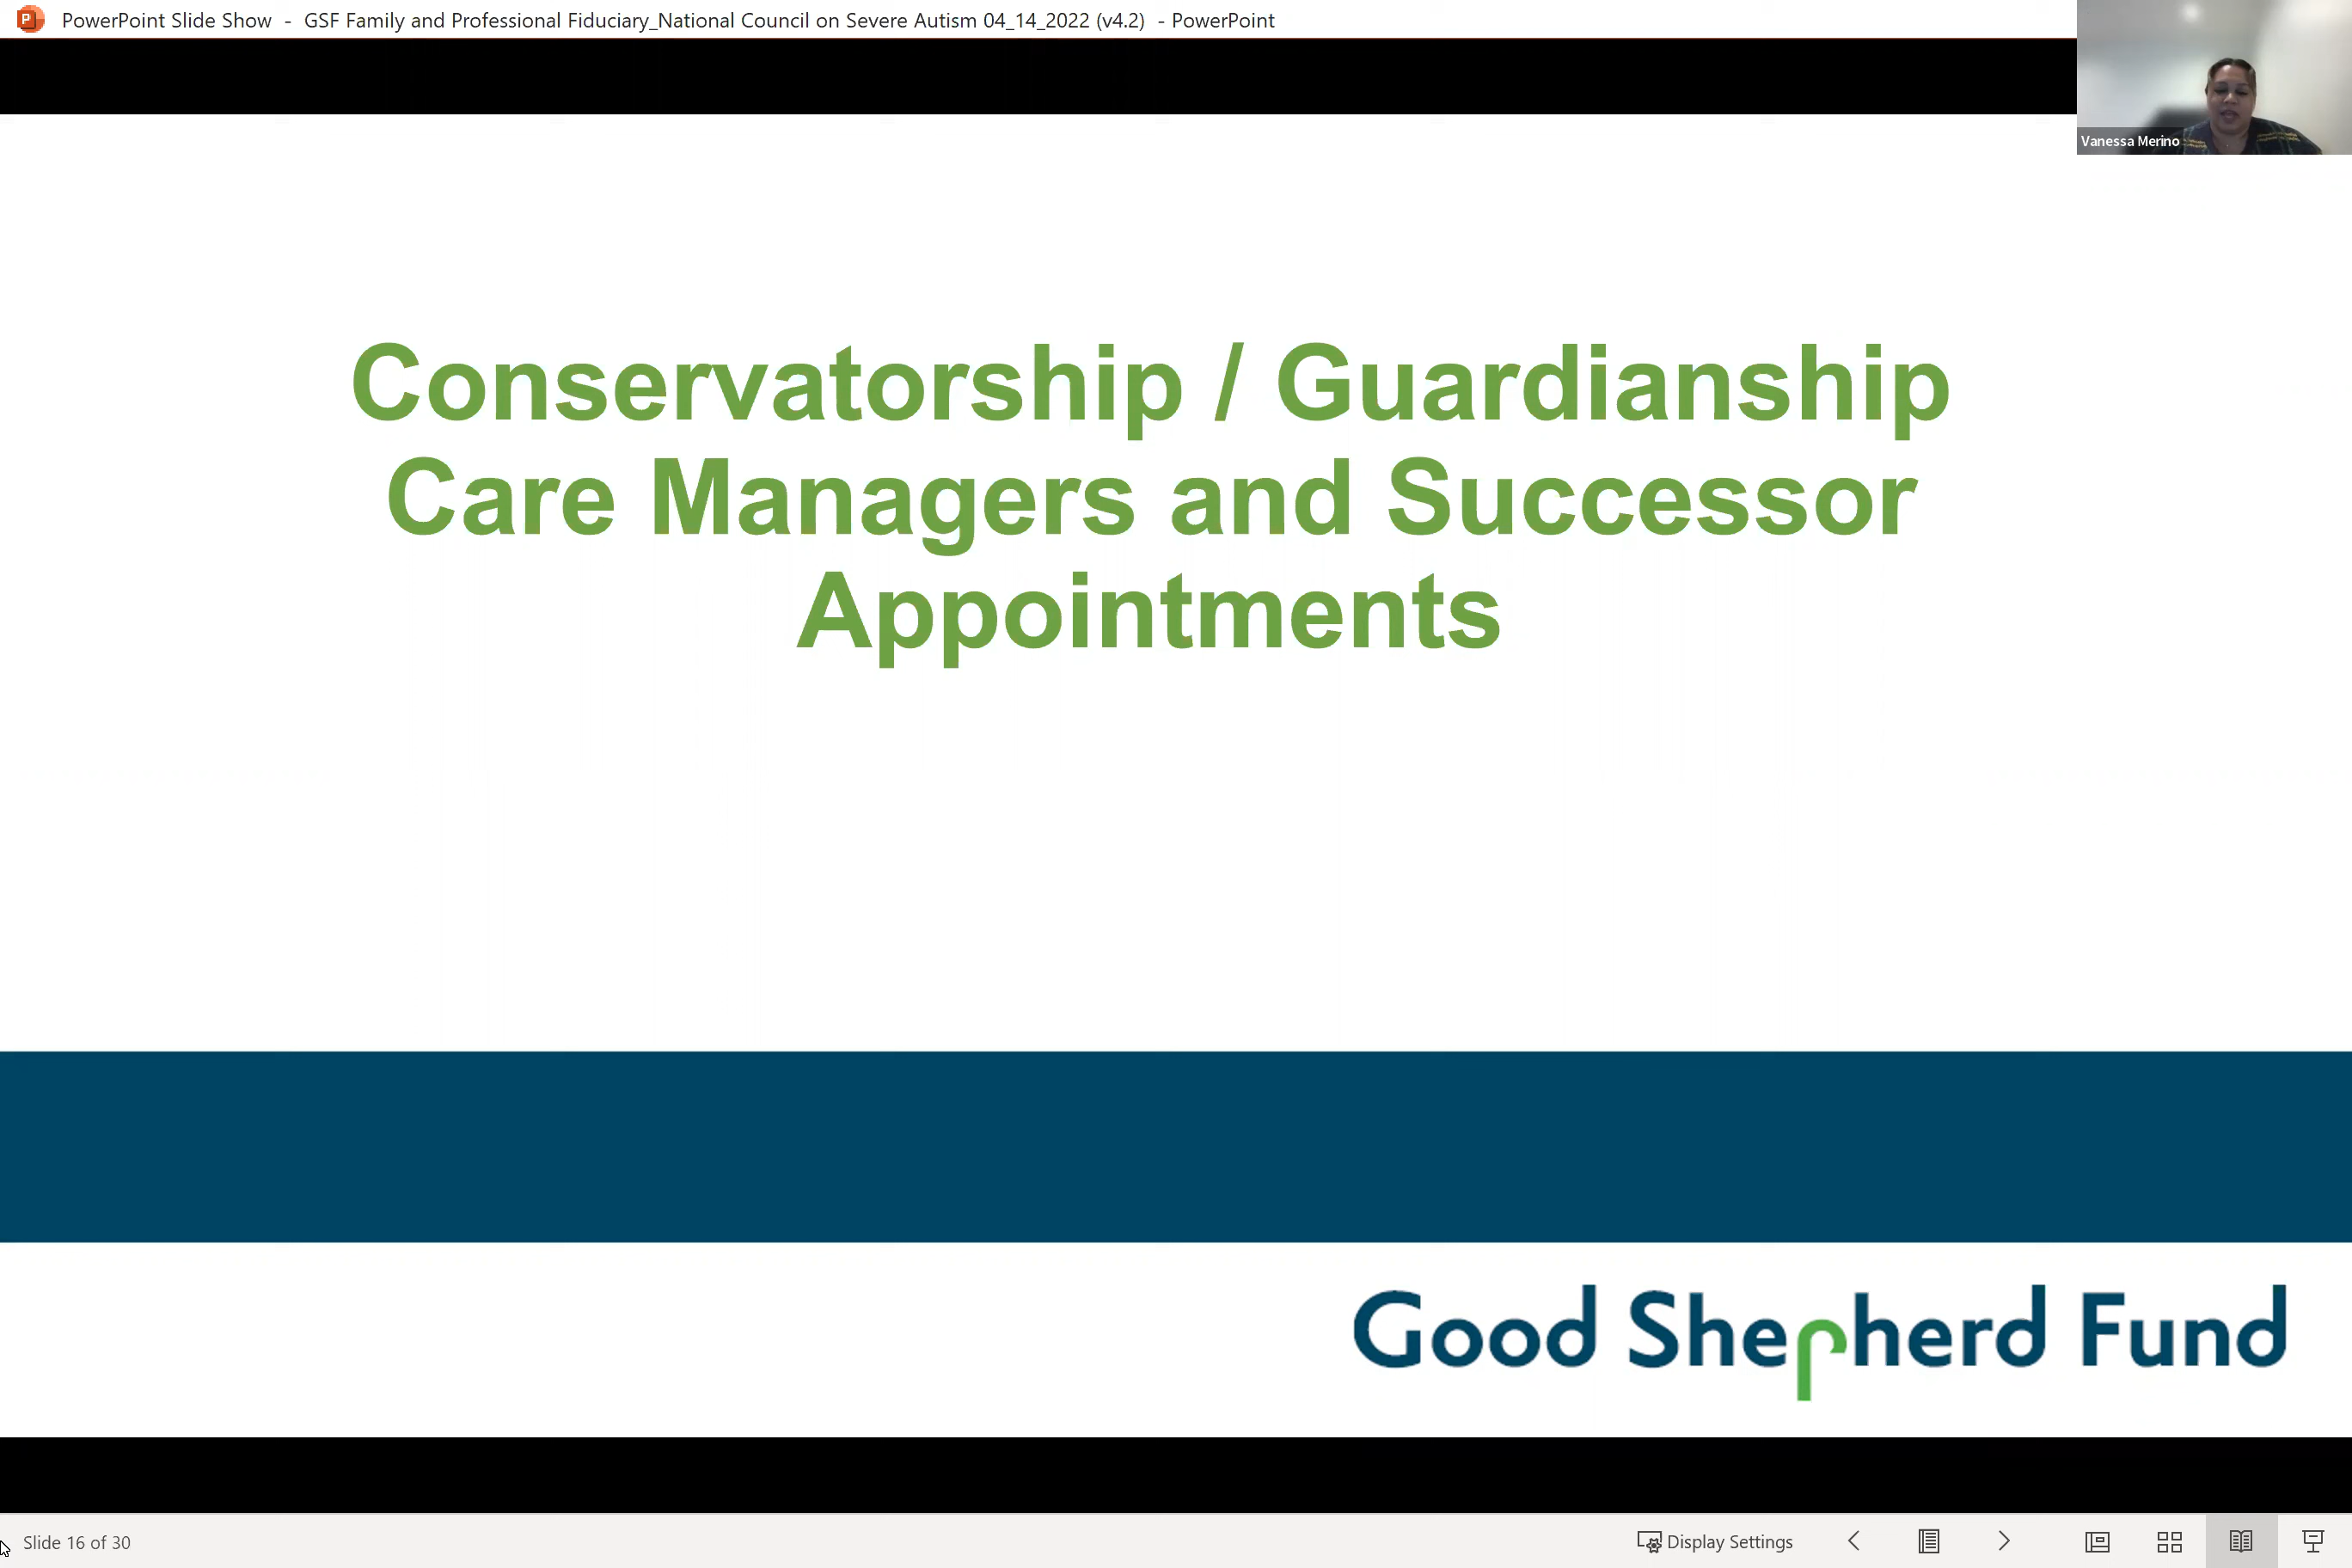 PowerPoint Slide Show - GSF Family and Professional Fiduciary_National Council on Severe Autism 04_14_2022 (v4.2) - PowerPoint
Vanessa Merino
Conservatorship / Guardianship
Care Managers and Successor
Appointments
Good Shepherd Fund
Slide 16 of 30
Display Settings